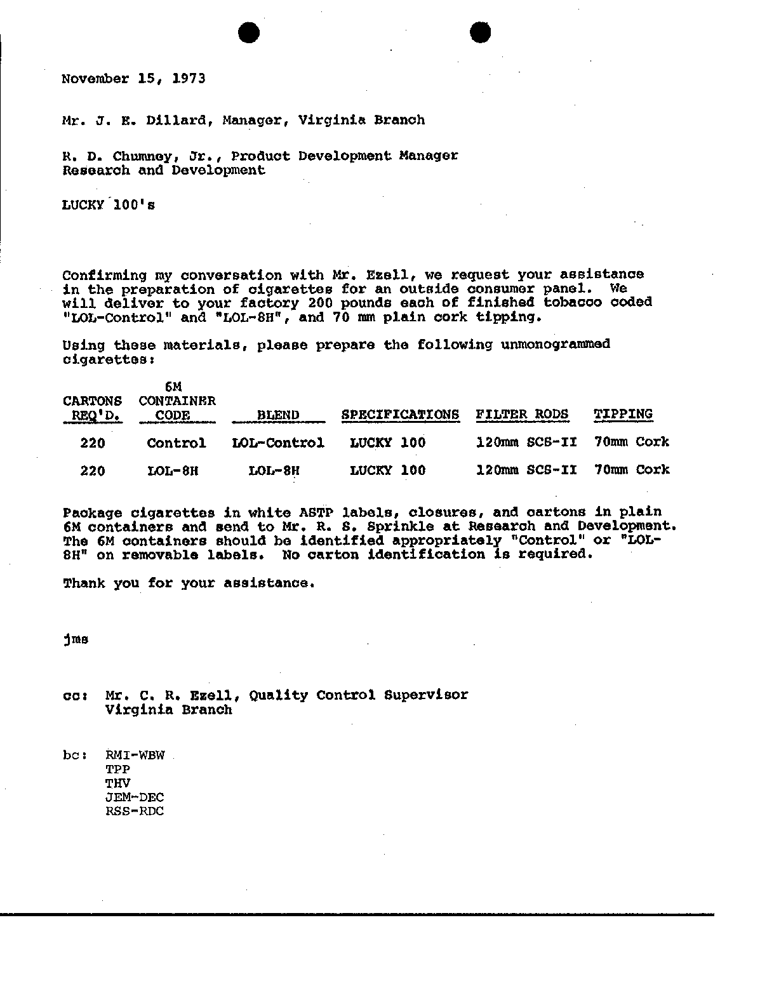 November 15, 1973
Mr. J. E. Dillard, Manager, Virginia Branch
R. D. Chumney, Jr., Product Development Manager
Research and Development
LUCKY 100's
Confirming my conversation with Mr. Ezell, we request your assistance
in the preparation of cigarettes for an outside consumer panel. We
will deliver to your factory 200 pounds each of finished tobacco coded
"LOL-Control" and "LOL-8H", and 70 mm plain cork tipping.
Using these materials, please prepare the following unmonogrammed
cigarettes:
6M
CARTONS CONTAINER
REQ'D. CODE BLEND SPECIFICATIONS FILTER RODS TIPPING
220 Control LOL-Control LUCKY 100 120mm SCS-II 70mm Cork
220 LOL-8H LOL-8H LUCKY 100 120mm SCS-II 70mm Cork
Package cigarettes in white ASTP labels, closures, and cartons in plain
6M containers and send to Mr. R. S. Sprinkle at Research and Development.
The 6M containers should be identified appropriately "Control" or "LOL-
8H" on removable labels. No carton identification is required.
Thank you for your assistance.
jms
cc: Mr. C. R. Ezell, Quality Control Supervisor
Virginia Branch
bc: RMI-WBW
TPP
THV
JEM-DEC
RSS-RDC